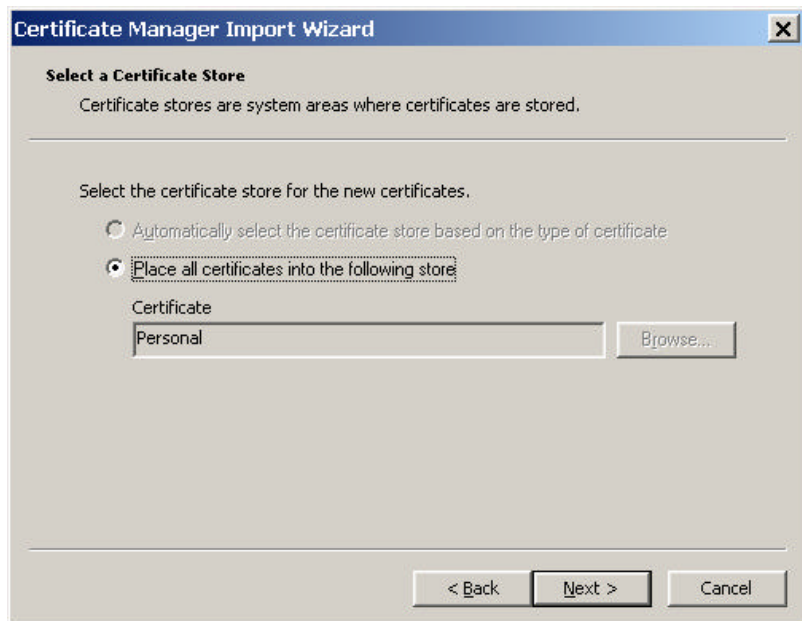 Certificate Manager Import Wizard
Select a Certificate Store
Certificate stores are system areas where certificates are stored.
Select the certificate store for the new certificates.
Automatically select the certificate store based on the type of certificate
Place all certificates into the following store
Certificate
Personal
Browse...
< Back
Next >
Cancel